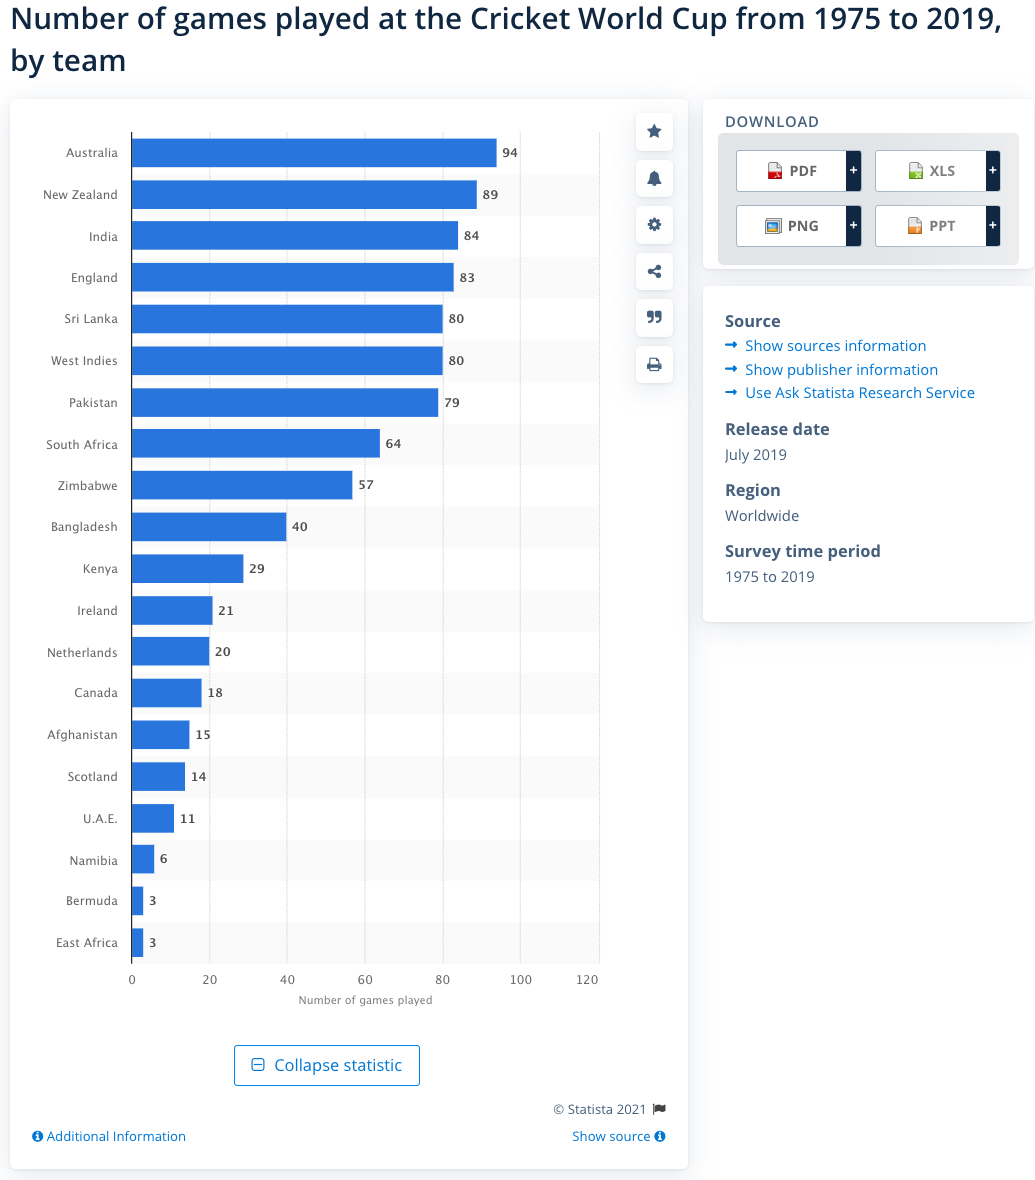 Number of games played at the Cricket World Cup from 1975 to 2019,
by team
Australia 94
New Zealand 89
India 84
England 83
Sri Lanka 80
West Indies 80
Pakistan 79
South Africa 64
Zimbabwe 57
Bangladesh 40
Kenya 29
Ireland 21
Netherlands 20
Canada 18
Afghanistan 15
Scotland 14
U.A.E. 11
Namibia 6
Bermuda 3
East Africa 3
0 20 40 60 80 100 120
Number of games played
Collapse statistic
© Statista 2021
Additional Information Show source
DOWNLOAD
PDF + XLS +
PNG + PPT +
Source
Show sources information
Show publisher information
Use Ask Statista Research Service
Release date
July 2019
Region
Worldwide
Survey time period
1975 to 2019